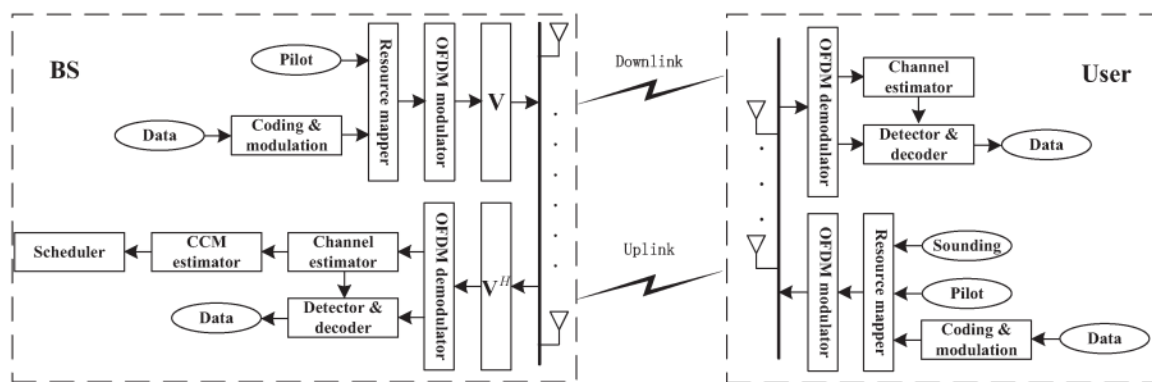 BS
Pilot
Data
Coding &
modulation
Resource mapper
OFDM modulator
V
Downlink
OFDM demodulator
Channel
estimator
Detector &
decoder
Data
User
Scheduler
CCM
estimator
Channel
estimator
Detector &
decoder
Data
OFDM demodulator
V^H
Uplink
OFDM modulator
Resource mapper
Sounding
Pilot
Coding &
modulation
Data